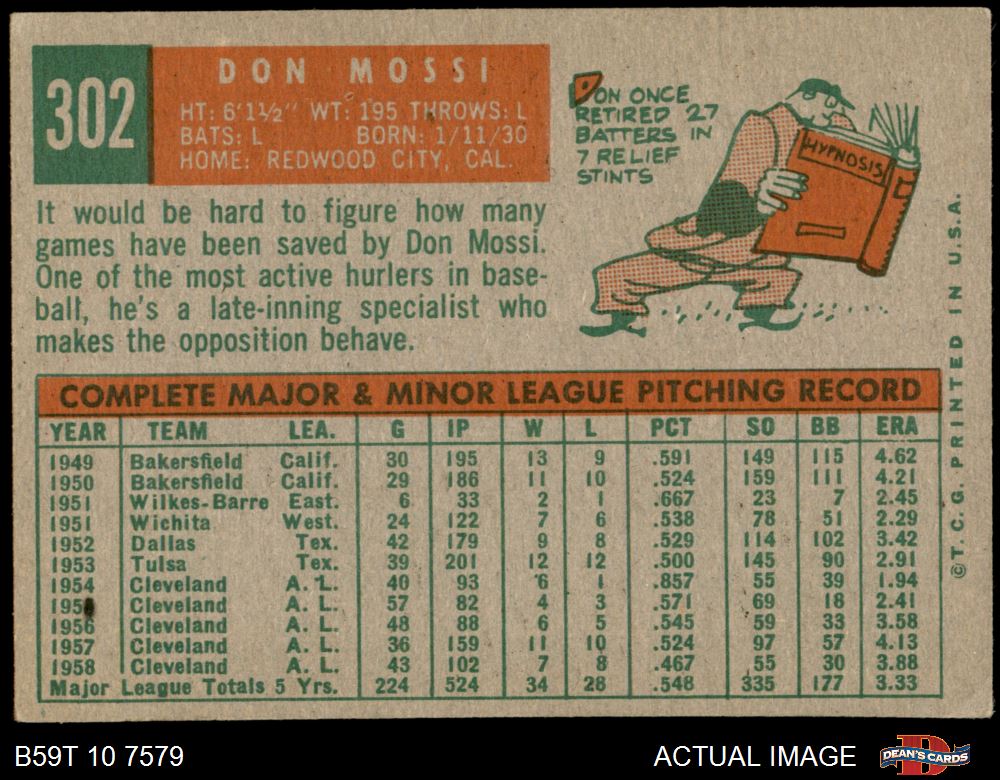 302
DON MOSSI
HT: 6'1½" WT: 195 THROWS: L
BATS: L BORN: 1/11/30
HOME: REDWOOD CITY, CAL.
It would be hard to figure how many
games have been saved by Don Mossi.
One of the most active hurlers in base-
ball, he's a late-inning specialist who
makes the opposition behave.
DON ONCE
RETIRED 27
BATTERS IN
7 RELIEF
STINTS
HYPNOSIS
COMPLETE MAJOR & MINOR LEAGUE PITCHING RECORD
YEAR TEAM LEA. G IP W L PCT SO BB ERA
1949 Bakersfield Calif. 30 195 13 9 .591 149 115 4.62
1950 Bakersfield Calif. 29 186 11 10 .524 159 111 4.21
1951 Wilkes-Barre East. 6 33 2 1 .667 23 7 2.45
1951 Wichita West. 24 122 7 6 .538 78 51 2.29
1952 Dallas Tex. 42 179 9 8 .529 114 102 3.42
1953 Tulsa Tex. 39 201 12 12 .500 145 90 2.91
1954 Cleveland A. L. 40 93 6 1 .857 55 39 1.94
Cleveland A. L. 57 82 4 3 .571 69 18 2.41
1956 Cleveland A. L. 48 88 6 5 .545 59 33 3.58
1957 Cleveland A. L. 36 159 11 10 .524 97 57 4.13
1958 Cleveland A. L. 43 102 7 8 .467 55 30 3.88
Major League Totals 5 Yrs. 224 524 34 28 .548 335 177 3.33
©T. C. G. PRINTED IN U.S.A.
B59T 10 7579
ACTUAL IMAGE
DEAN'S CARDS